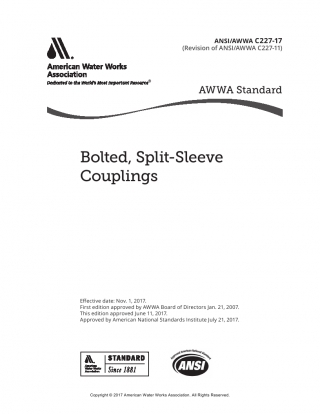 ANSI/AWWA C227-17
(Revision of ANSI/AWWA C227-11)
American Water Works
Association
Dedicated to the World's Most Important Resource®
AWWA Standard
Bolted, Split-Sleeve
Couplings
Effective date: Nov. 1, 2017.
First edition approved by AWWA Board of Directors Jan. 21, 2007.
This edition approved June 11, 2017.
Approved by American National Standards Institute July 21, 2017.
American
Water Works
Association
STANDARD
Since 1881
ANSI
Copyright © 2017 American Water Works Association. All Rights Reserved.